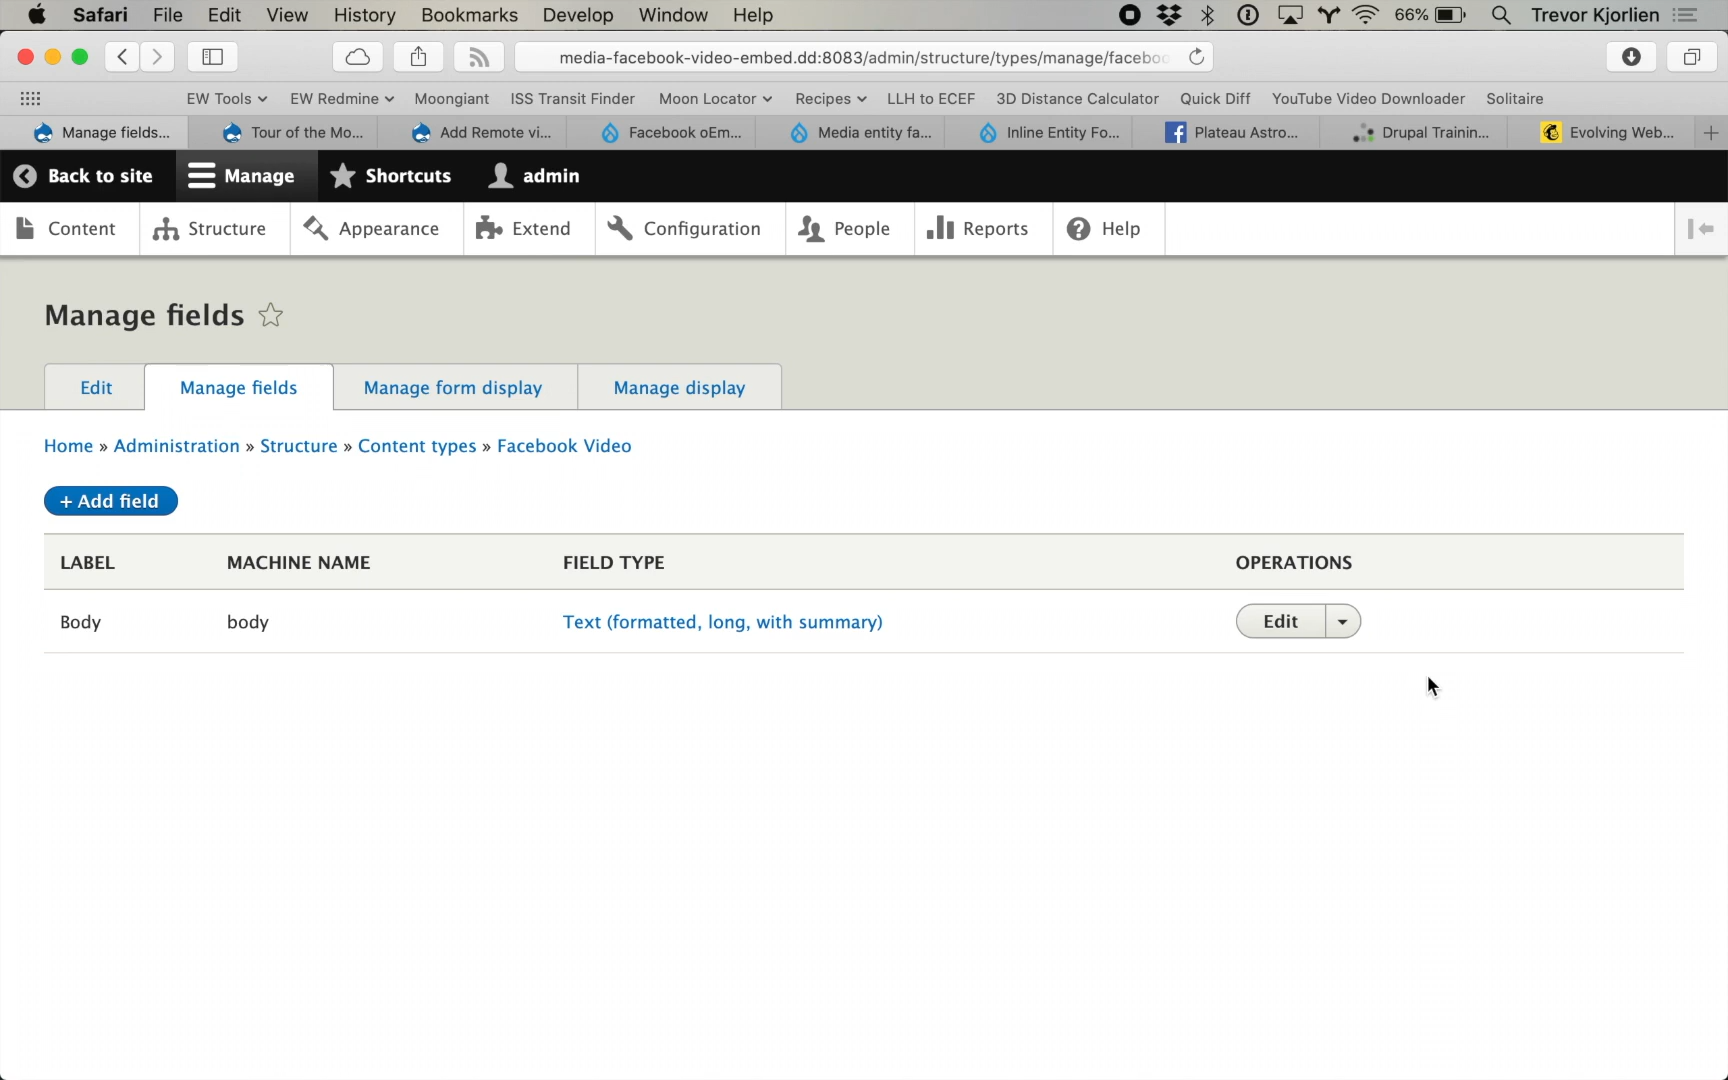 Safari File Edit View History Bookmarks Develop Window Help 66% Trevor Kjorlien
media-facebook-video-embed.dd:8083/admin/structure/types/manage/facebo
EW Tools EW Redmine Moongiant ISS Transit Finder Moon Locator Recipes LLH to ECEF 3D Distance Calculator Quick Diff YouTube Video Downloader Solitaire
Manage fields... Tour of the Mo... Add Remote vi... Facebook oEm... Media entity fa... Inline Entity Fo... Plateau Astro... Drupal Trainin... Evolving Web... +
Back to site Manage Shortcuts admin
Content Structure Appearance Extend Configuration People Reports Help
Manage fields
Edit Manage fields Manage form display Manage display
Home » Administration » Structure » Content types » Facebook Video
+ Add field
LABEL MACHINE NAME FIELD TYPE OPERATIONS
Body body Text (formatted, long, with summary) Edit